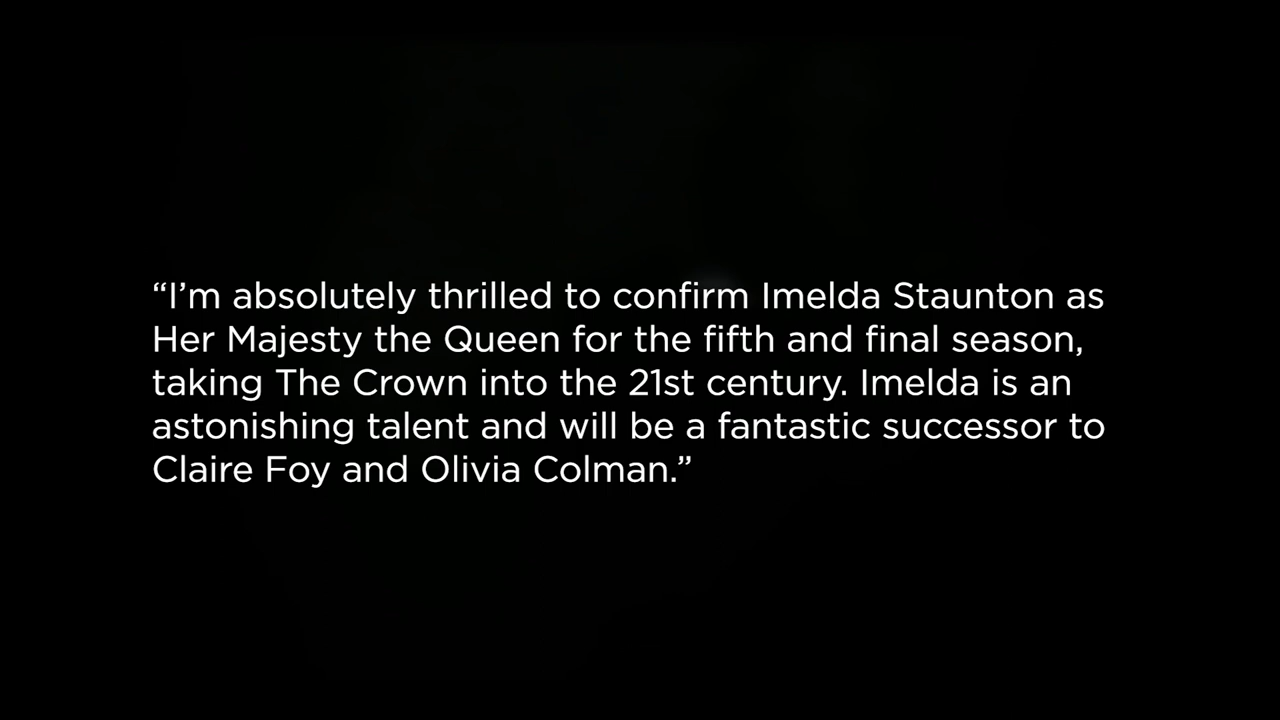 “I’m absolutely thrilled to confirm Imelda Staunton as
Her Majesty the Queen for the fifth and final season,
taking The Crown into the 21st century. Imelda is an
astonishing talent and will be a fantastic successor to
Claire Foy and Olivia Colman.”